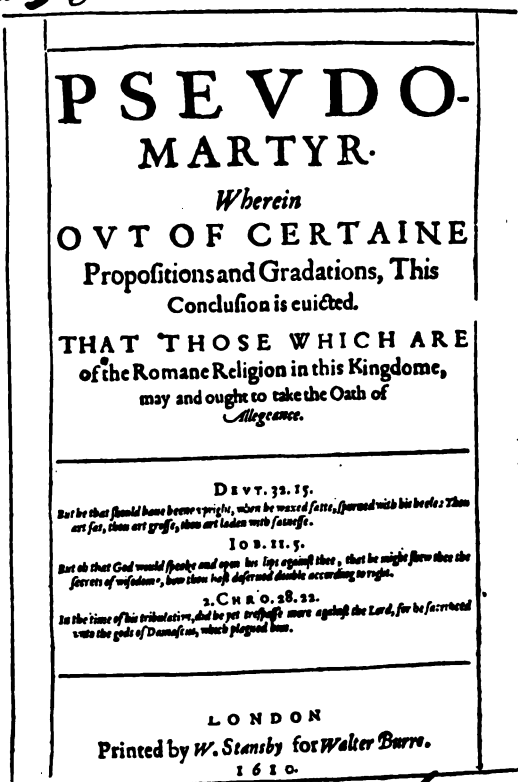 PSEVDO-
MARTYR.
Wherein
OVT OF CERTAINE
Propoſitions and Gradations, This
Concluſion is euicted.
THAT THOSE WHICH ARE
of the Romane Religion in this Kingdome,
may and ought to take the Oath of
Allegeance.
DEVT. 32. 15.
But he that ſhould haue beene vpright, when he waxed fatte, ſpurned with his heele: Thou
art fat, thou art groſſe, thou art laden with fatneſſe.
IOB. 11. 5.
But oh that God would ſpeake and open his lips againſt thee, that he might ſhew thee the
ſecrets of wiſedome, how thou haſt deſerued double according to right.
2. CHRO. 28. 22.
In the time of his tribulation, did he yet treſpaſſe more againſt the Lord, for he ſacrificed
vnto the gods of Damaſcus, which plagued him.
LONDON
Printed by W. Stansby for Walter Burre.
1610.